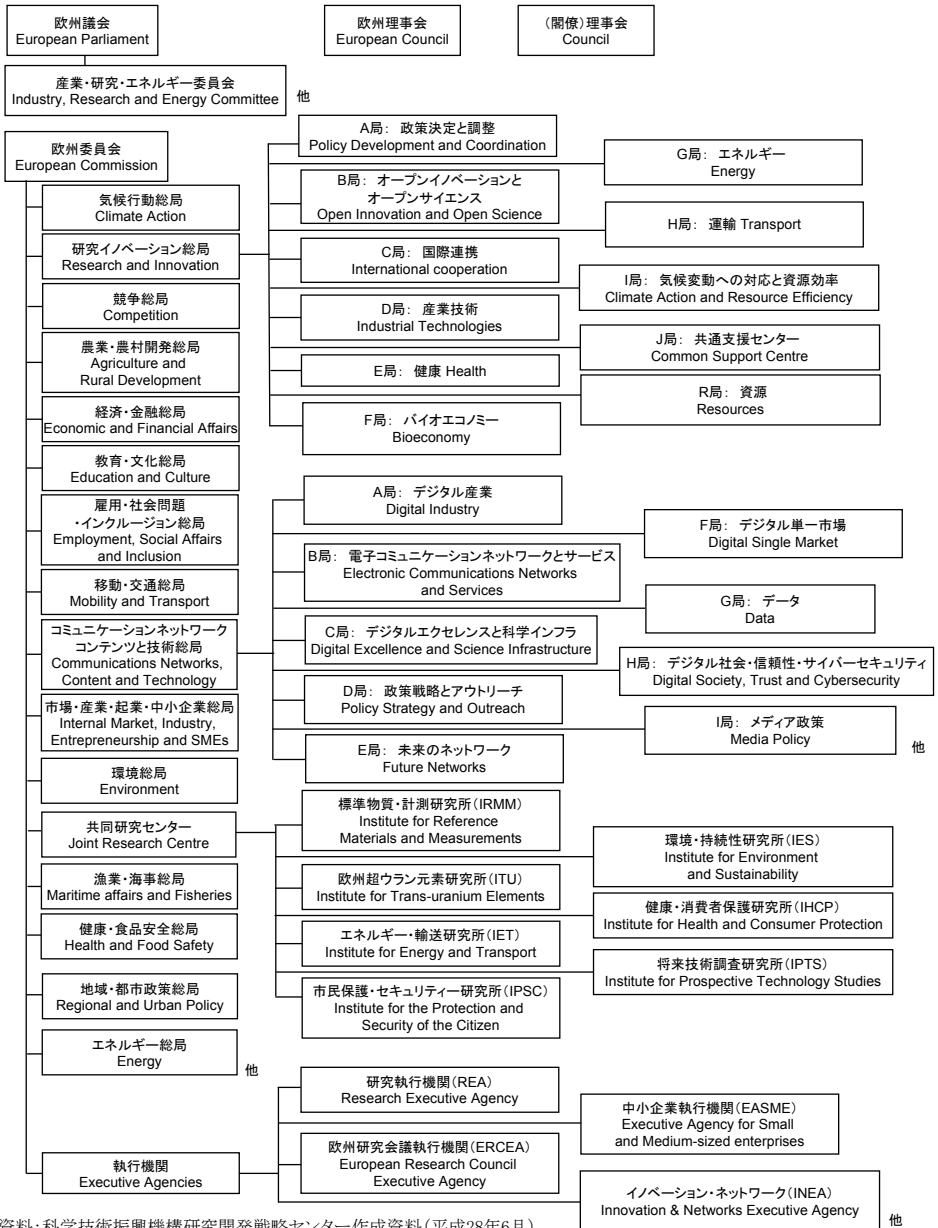 欧州議会
European Parliament
欧州理事会
European Council
(閣僚)理事会
Council
産業・研究・エネルギー委員会
Industry, Research and Energy Committee
他
欧州委員会
European Commission
気候行動総局
Climate Action
研究イノベーション総局
Research and Innovation
競争総局
Competition
農業・農村開発総局
Agriculture and
Rural Development
経済・金融総局
Economic and Financial Affairs
教育・文化総局
Education and Culture
雇用・社会問題
・インクルージョン総局
Employment, Social Affairs
and Inclusion
移動・交通総局
Mobility and Transport
コミュニケーションネットワーク
コンテンツと技術総局
Communications Networks,
Content and Technology
市場・産業・起業・中小企業総局
Internal Market, Industry,
Entrepreneurship and SMEs
環境総局
Environment
共同研究センター
Joint Research Centre
漁業・海事総局
Maritime affairs and Fisheries
健康・食品安全総局
Health and Food Safety
地域・都市政策総局
Regional and Urban Policy
エネルギー総局
Energy
他
執行機関
Executive Agencies
A局: 政策決定と調整
Policy Development and Coordination
B局: オープンイノベーションと
オープンサイエンス
Open Innovation and Open Science
C局: 国際連携
International cooperation
D局: 産業技術
Industrial Technologies
E局: 健康 Health
F局: バイオエコノミー
Bioeconomy
G局: エネルギー
Energy
H局: 運輸 Transport
I局: 気候変動への対応と資源効率
Climate Action and Resource Efficiency
J局: 共通支援センター
Common Support Centre
R局: 資源
Resources
A局: デジタル産業
Digital Industry
B局: 電子コミュニケーションネットワークとサービス
Electronic Communications Networks
and Services
C局: デジタルエクセレンスと科学インフラ
Digital Excellence and Science Infrastructure
D局: 政策戦略とアウトリーチ
Policy Strategy and Outreach
E局: 未来のネットワーク
Future Networks
F局: デジタル単一市場
Digital Single Market
G局: データ
Data
H局: デジタル社会・信頼性・サイバーセキュリティ
Digital Society, Trust and Cybersecurity
I局: メディア政策
Media Policy
他
標準物質・計測研究所(IRMM)
Institute for Reference
Materials and Measurements
欧州超ウラン元素研究所(ITU)
Institute for Trans-uranium Elements
エネルギー・輸送研究所(IET)
Institute for Energy and Transport
市民保護・セキュリティー研究所(IPSC)
Institute for the Protection and
Security of the Citizen
環境・持続性研究所(IES)
Institute for Environment
and Sustainability
健康・消費者保護研究所(IHCP)
Institute for Health and Consumer Protection
将来技術調査研究所(IPTS)
Institute for Prospective Technology Studies
研究執行機関(REA)
Research Executive Agency
欧州研究会議執行機関(ERCEA)
European Research Council
Executive Agency
中小企業執行機関(EASME)
Executive Agency for Small
and Medium-sized enterprises
イノベーション・ネットワーク(INEA)
Innovation & Networks Executive Agency
他
資料:科学技術振興機構研究開発戦略センター作成資料(平成28年6月)